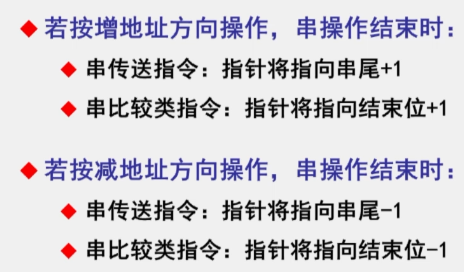 ◆ 若按增地址方向操作，串操作结束时：
◆ 串传送指令：指针将指向串尾+1
◆ 串比较类指令：指针将指向结束位+1
◆ 若按减地址方向操作，串操作结束时：
◆ 串传送指令：指针将指向串尾−1
◆ 串比较类指令：指针将指向结束位−1